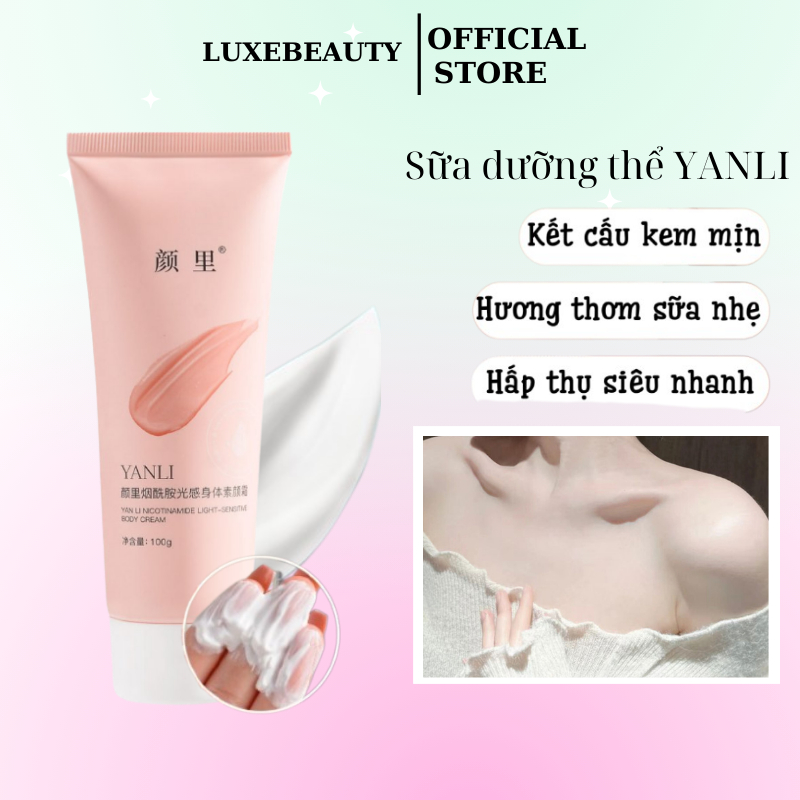 LUXEBEAUTY
OFFICIAL
STORE
Sữa dưỡng thể YANLI
Kết cấu kem mịn
Hương thơm sữa nhẹ
Hấp thụ siêu nhanh
颜里®
YANLI
颜里烟酰胺光感身体素颜霜
YAN LI NICOTINAMIDE LIGHT-SENSITIVE
BODY CREAM
净含量:100g